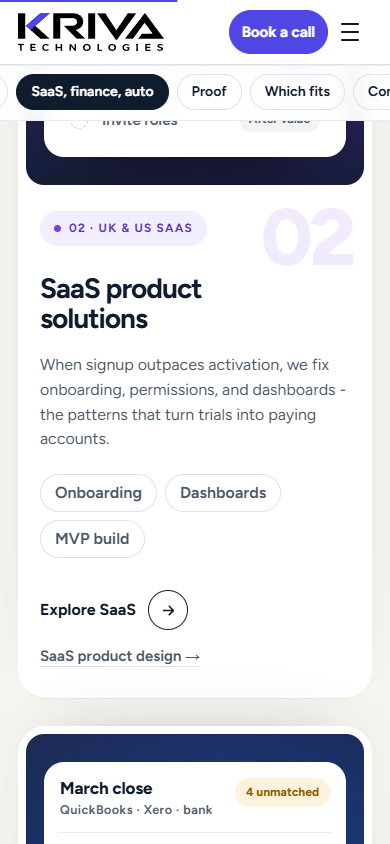 KRIVA
TECHNOLOGIES
Book a call
SaaS, finance, auto
Proof
Which fits
Invite roles
After value
02 · UK & US SAAS
02
SaaS product
solutions
When signup outpaces activation, we fix
onboarding, permissions, and dashboards -
the patterns that turn trials into paying
accounts.
Onboarding
Dashboards
MVP build
Explore SaaS →
SaaS product design →
March close
4 unmatched
QuickBooks · Xero · bank